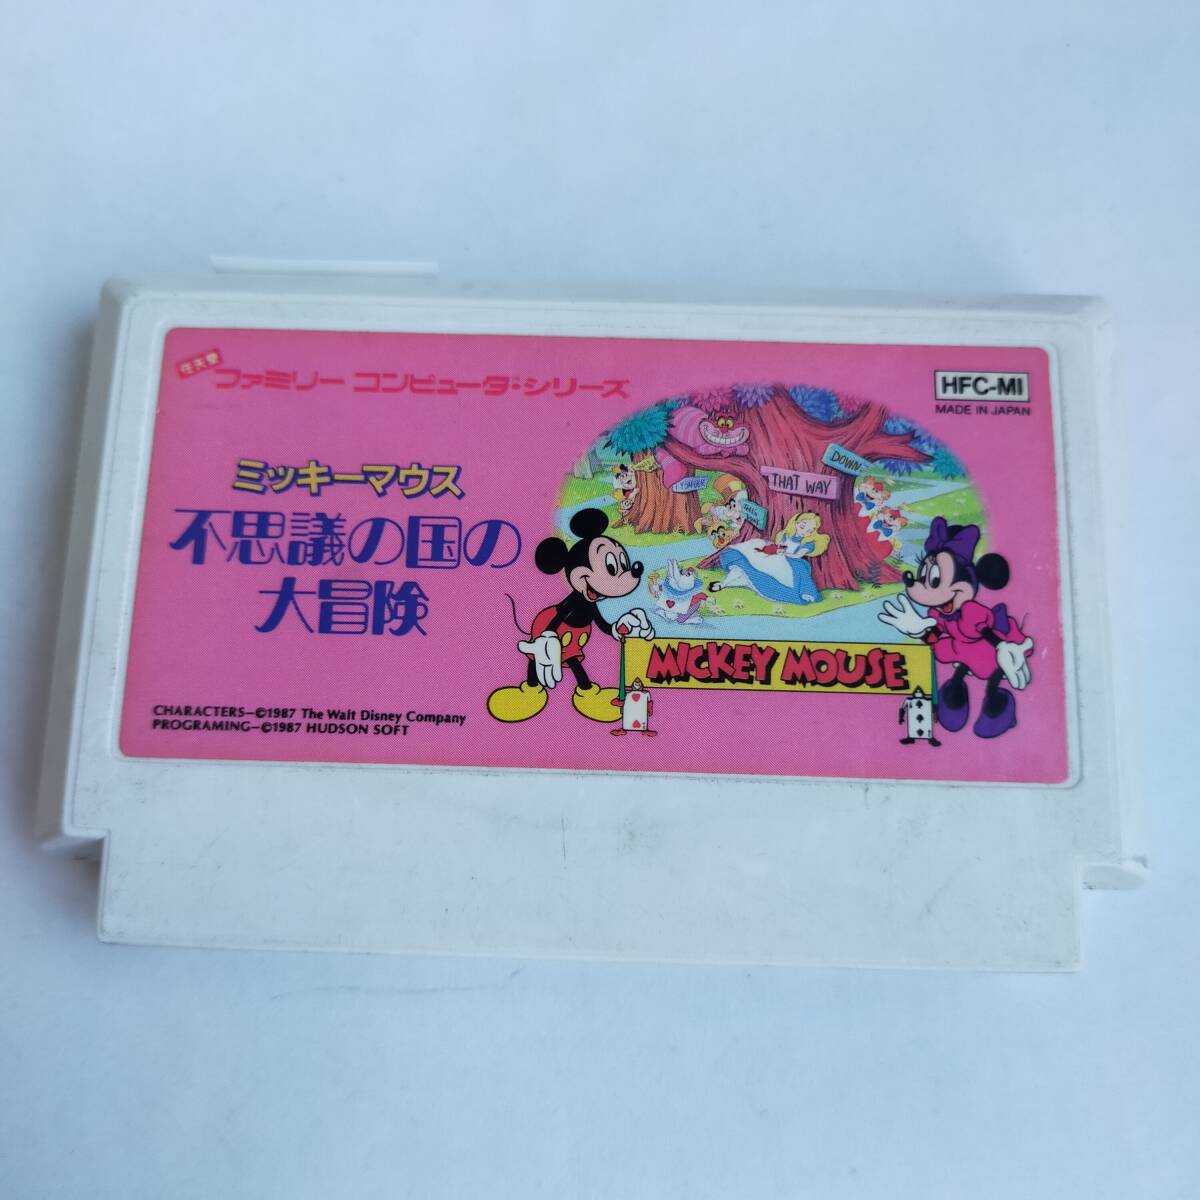 任天堂
ファミリー コンピュータ・シリーズ
HFC-MI
MADE IN JAPAN
ミッキーマウス
不思議の国の
大冒険
DOWN
THAT WAY
MICKEY MOUSE
CHARACTERS–©1987 The Walt Disney Company
PROGRAMING–©1987 HUDSON SOFT